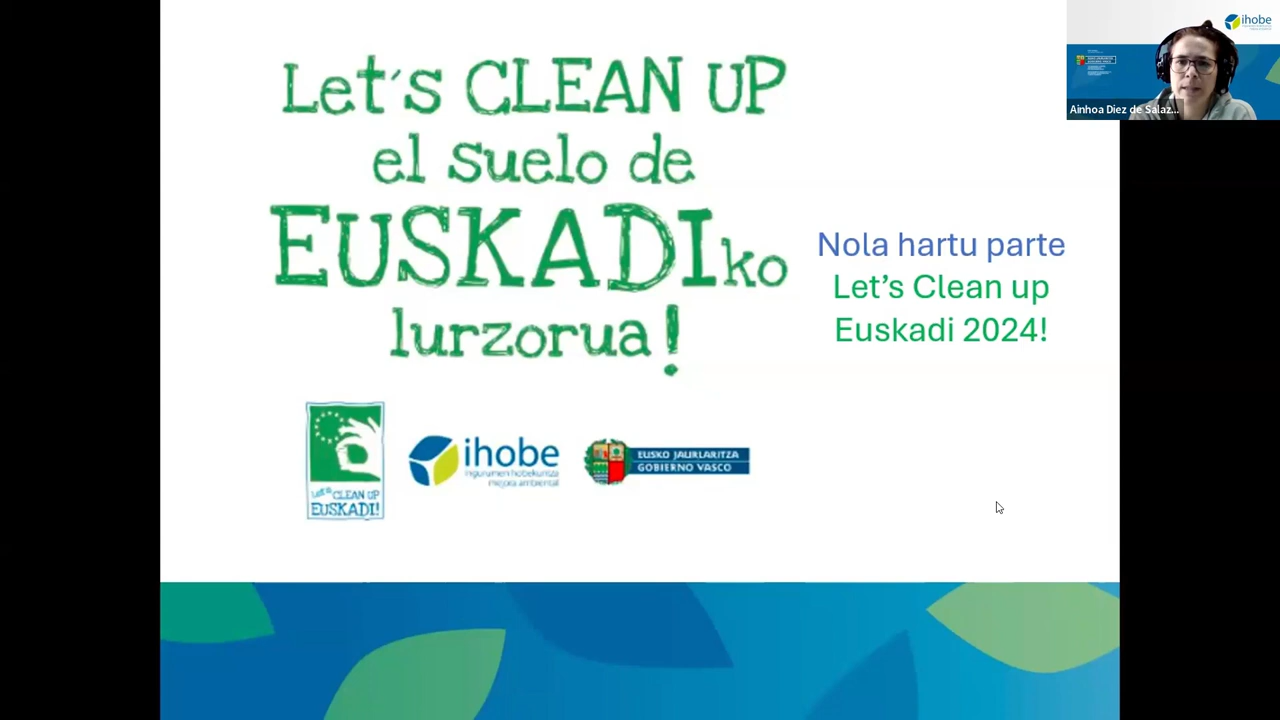 Let's CLEAN UP
el suelo de
EUSKADIko
lurzorua!
Nola hartu parte
Let’s Clean up
Euskadi 2024!
Let's CLEAN UP
EUSKADI!
ihobe
ingurumen hobekuntza
mejora ambiental
EUSKO JAURLARITZA
GOBIERNO VASCO
ihobe
Ainhoa Diez de Salaz...